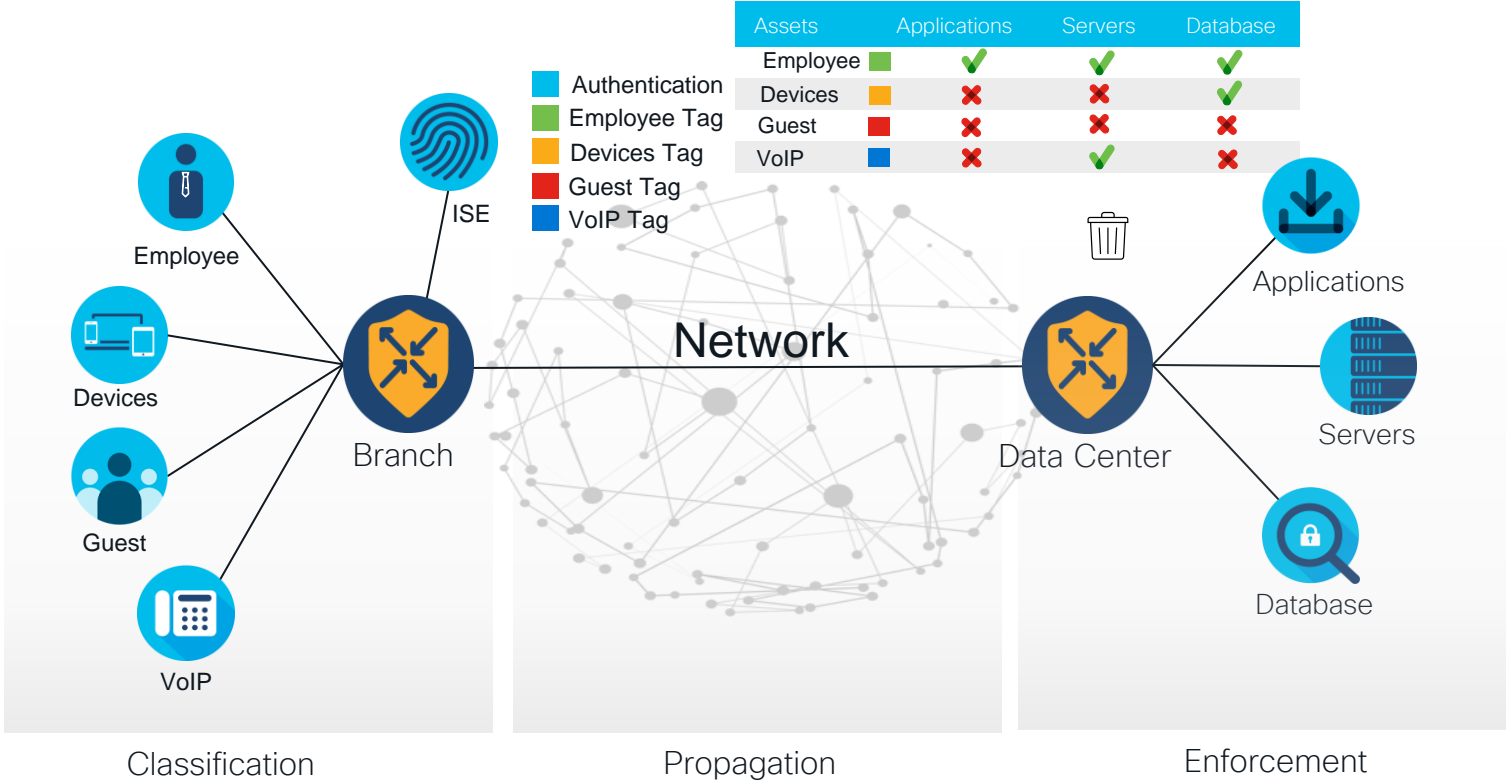 Assets Applications Servers Database
Employee
Devices
Guest
VoIP
Authentication
Employee Tag
Devices Tag
Guest Tag
VoIP Tag
ISE
Employee
Devices
Guest
VoIP
Branch
Network
Data Center
Applications
Servers
Database
Classification
Propagation
Enforcement